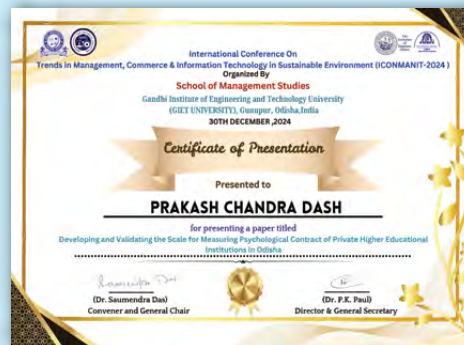 International Conference On
Trends in Management, Commerce & Information Technology in Sustainable Environment (ICONMANIT-2024 )
Organized By
School of Management Studies
Gandhi Institute of Engineering and Technology University
(GIET UNIVERSITY), Gunupur, Odisha,India
30TH DECEMBER ,2024
Certificate of Presentation
Presented to
PRAKASH CHANDRA DASH
for presenting a paper titled
Developing and Validating the Scale for Measuring Psychological Contract of Private Higher Educational
Institutions in Odisha
(Dr. Saumendra Das)
Convener and General Chair
(Dr. P.K. Paul)
Director & General Secretary